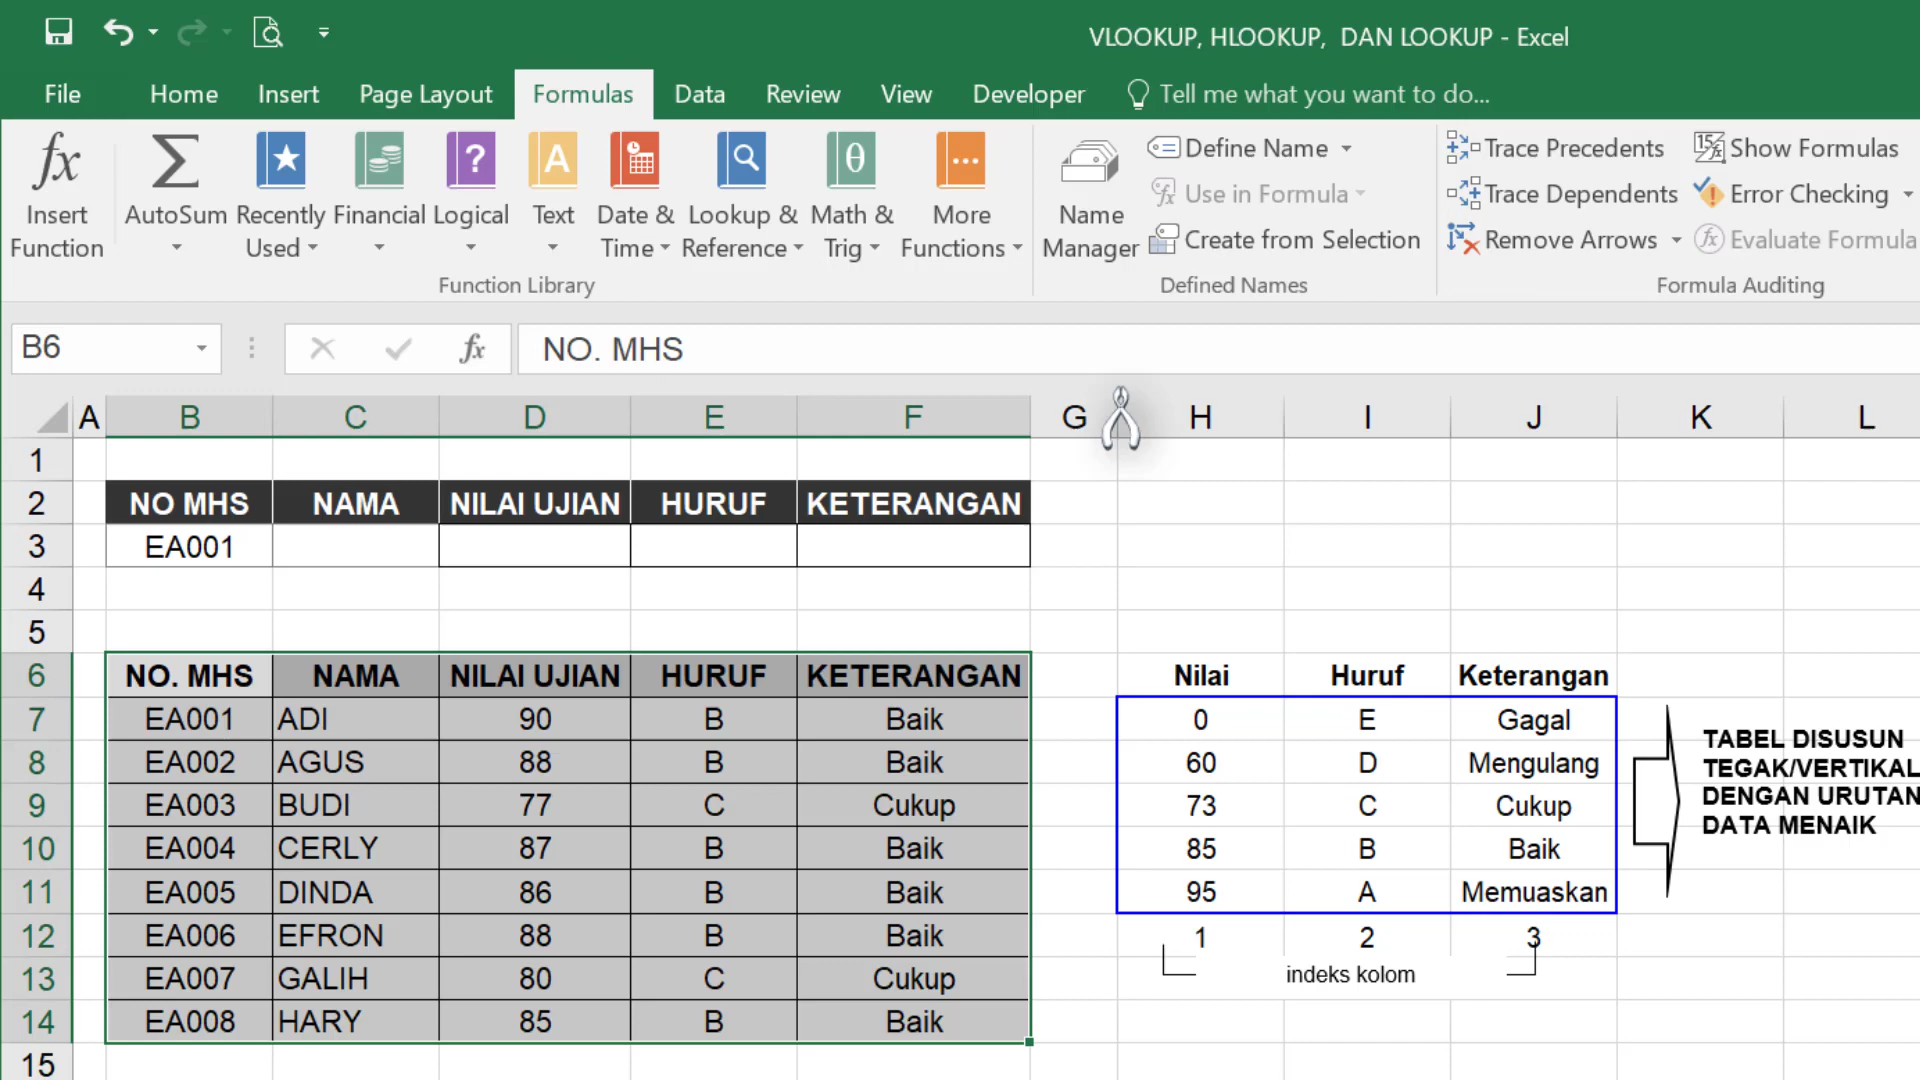 VLOOKUP, HLOOKUP, DAN LOOKUP - Excel
File Home Insert Page Layout Formulas Data Review View Developer Tell me what you want to do...
Insert Function
AutoSum
Recently Used
Financial
Logical
Text
Date & Time
Lookup & Reference
Math & Trig
More Functions
Function Library
Name Manager
Define Name
Use in Formula
Create from Selection
Defined Names
Trace Precedents
Trace Dependents
Remove Arrows
Show Formulas
Error Checking
Evaluate Formula
Formula Auditing
B6 fx NO. MHS
A B C D E F G H I J K L
1
2 NO MHS NAMA NILAI UJIAN HURUF KETERANGAN
3 EA001
4
5
6 NO. MHS NAMA NILAI UJIAN HURUF KETERANGAN Nilai Huruf Keterangan
7 EA001 ADI 90 B Baik 0 E Gagal
8 EA002 AGUS 88 B Baik 60 D Mengulang
9 EA003 BUDI 77 C Cukup 73 C Cukup
10 EA004 CERLY 87 B Baik 85 B Baik
11 EA005 DINDA 86 B Baik 95 A Memuaskan
12 EA006 EFRON 88 B Baik 1 2 3
13 EA007 GALIH 80 C Cukup indeks kolom
14 EA008 HARY 85 B Baik
15
TABEL DISUSUN
TEGAK/VERTIKAL
DENGAN URUTAN
DATA MENAIK